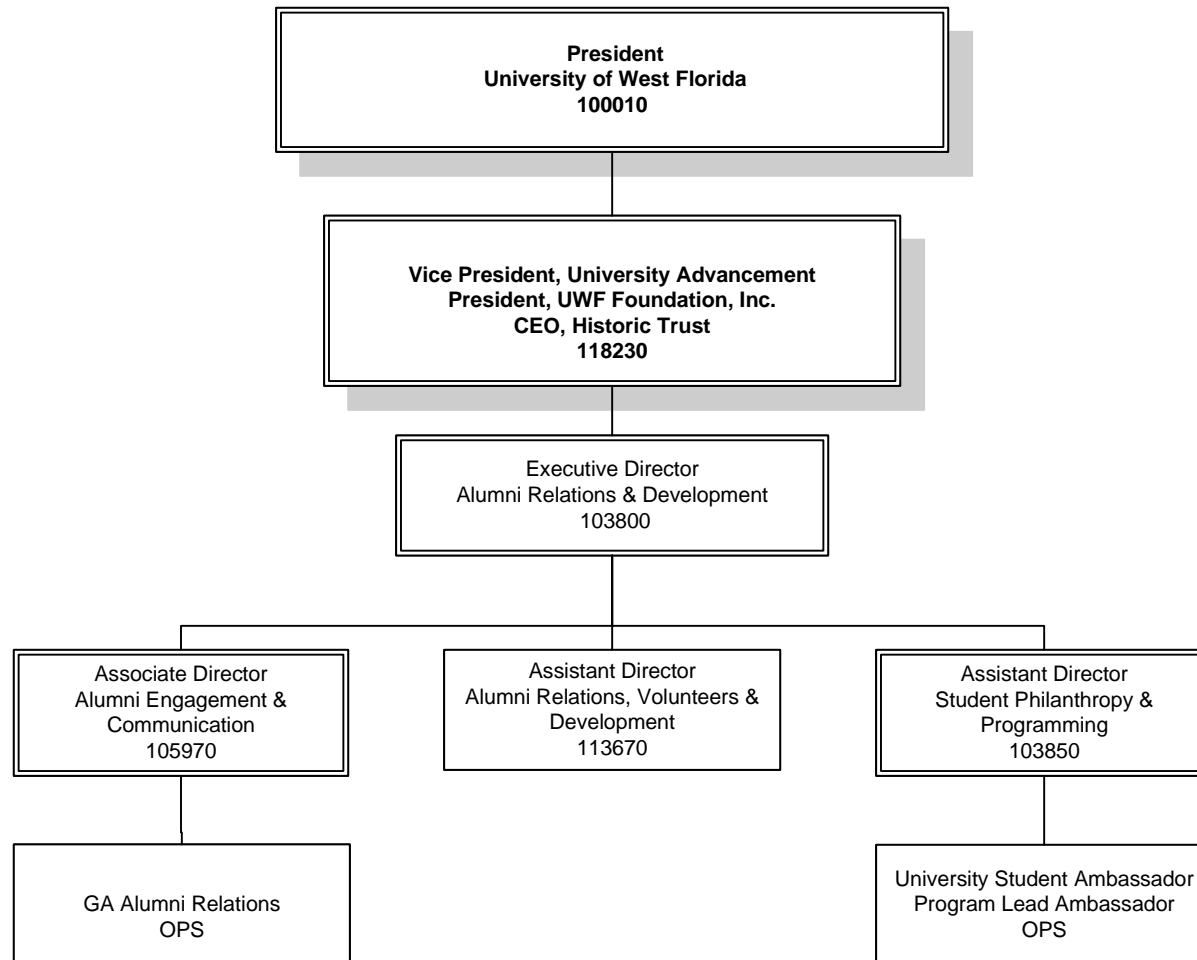 President
University of West Florida
100010
Vice President, University Advancement
President, UWF Foundation, Inc.
CEO, Historic Trust
118230
Executive Director
Alumni Relations & Development
103800
Associate Director
Alumni Engagement &
Communication
105970
Assistant Director
Alumni Relations, Volunteers &
Development
113670
Assistant Director
Student Philanthropy &
Programming
103850
GA Alumni Relations
OPS
University Student Ambassador
Program Lead Ambassador
OPS